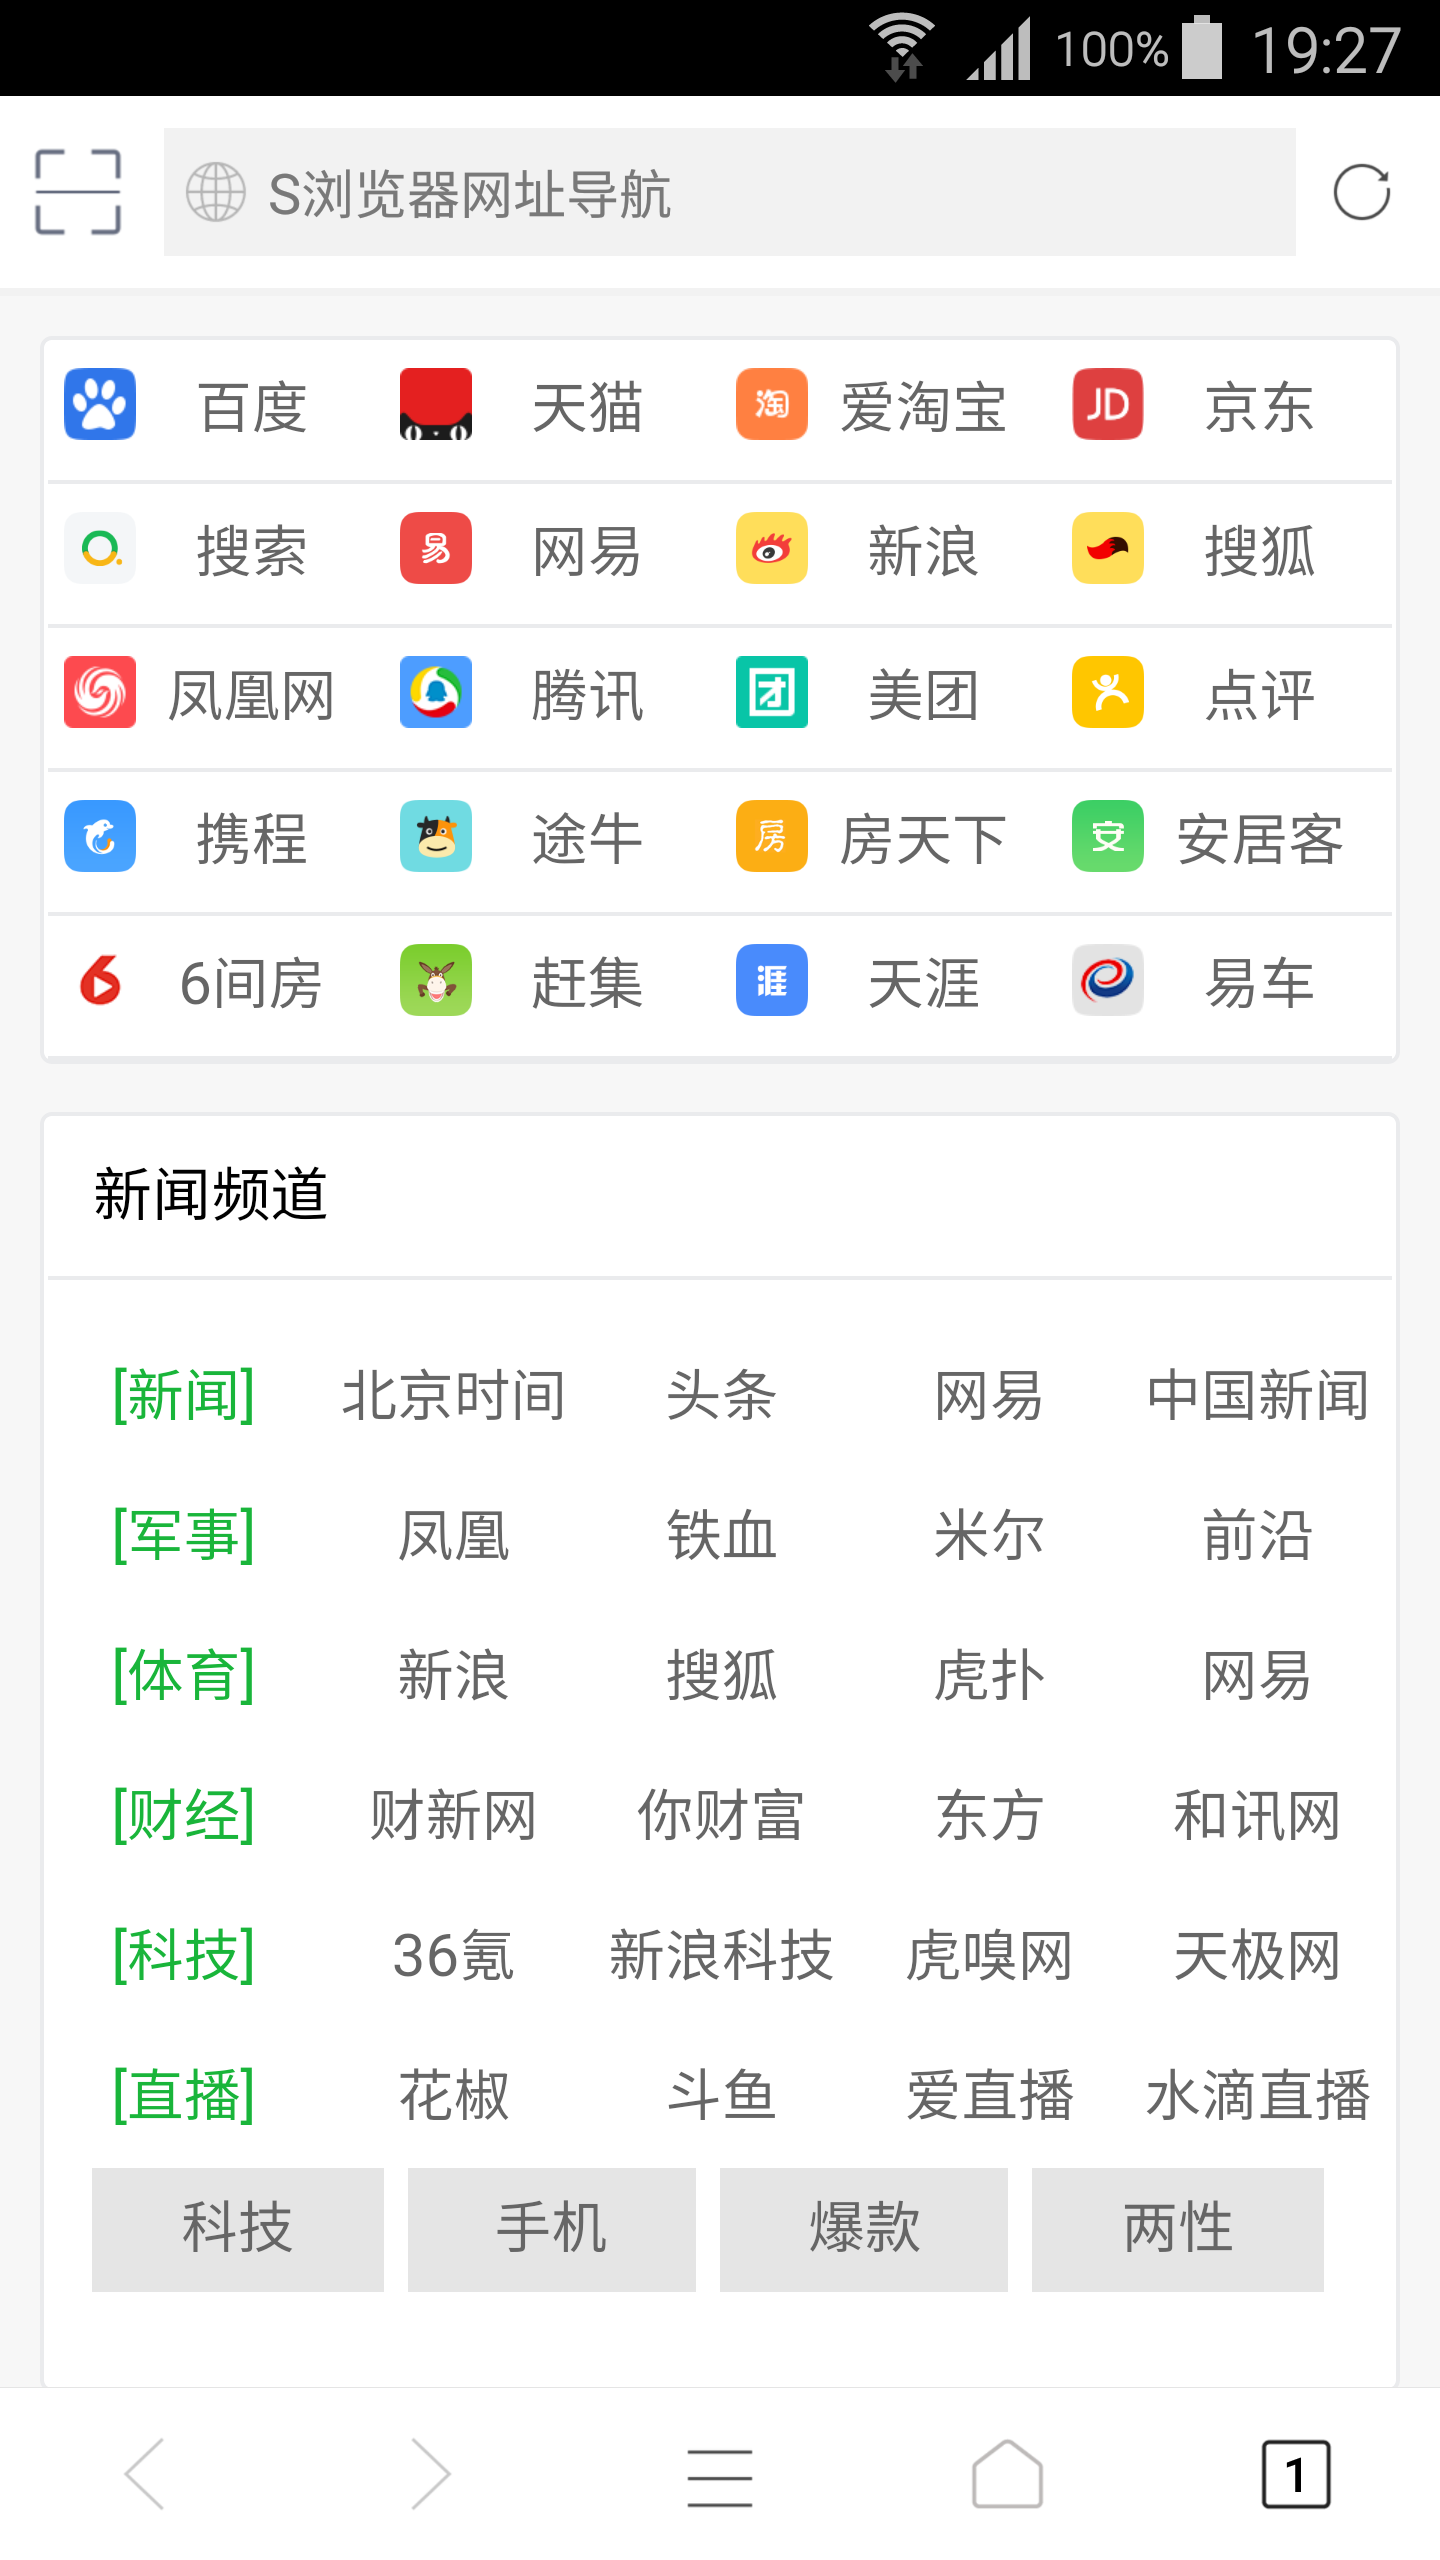 100% 19:27
S浏览器网址导航
百度 天猫 淘 爱淘宝 JD 京东
搜索 易 网易 新浪 搜狐
凤凰网 腾讯 团 美团 点评
携程 途牛 房 房天下 安 安居客
6 6间房 赶集 涯 天涯 易车
新闻频道
[新闻] 北京时间 头条 网易 中国新闻
[军事] 凤凰 铁血 米尔 前沿
[体育] 新浪 搜狐 虎扑 网易
[财经] 财新网 你财富 东方 和讯网
[科技] 36氪 新浪科技 虎嗅网 天极网
[直播] 花椒 斗鱼 爱直播 水滴直播
科技 手机 爆款 两性
1